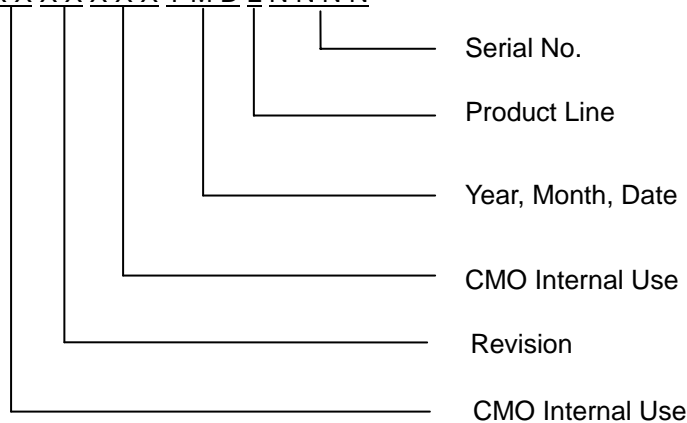 X X X X X X X Y M D L N N N N
Serial No.
Product Line
Year, Month, Date
CMO Internal Use
Revision
CMO Internal Use